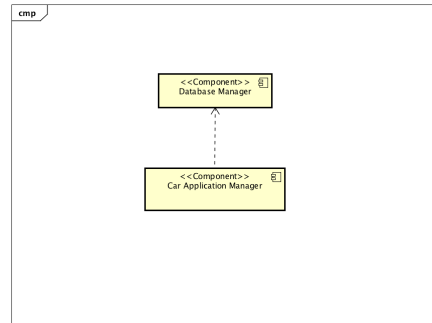 cmp
<<Component>>
Database Manager
<<Component>>
Car Application Manager